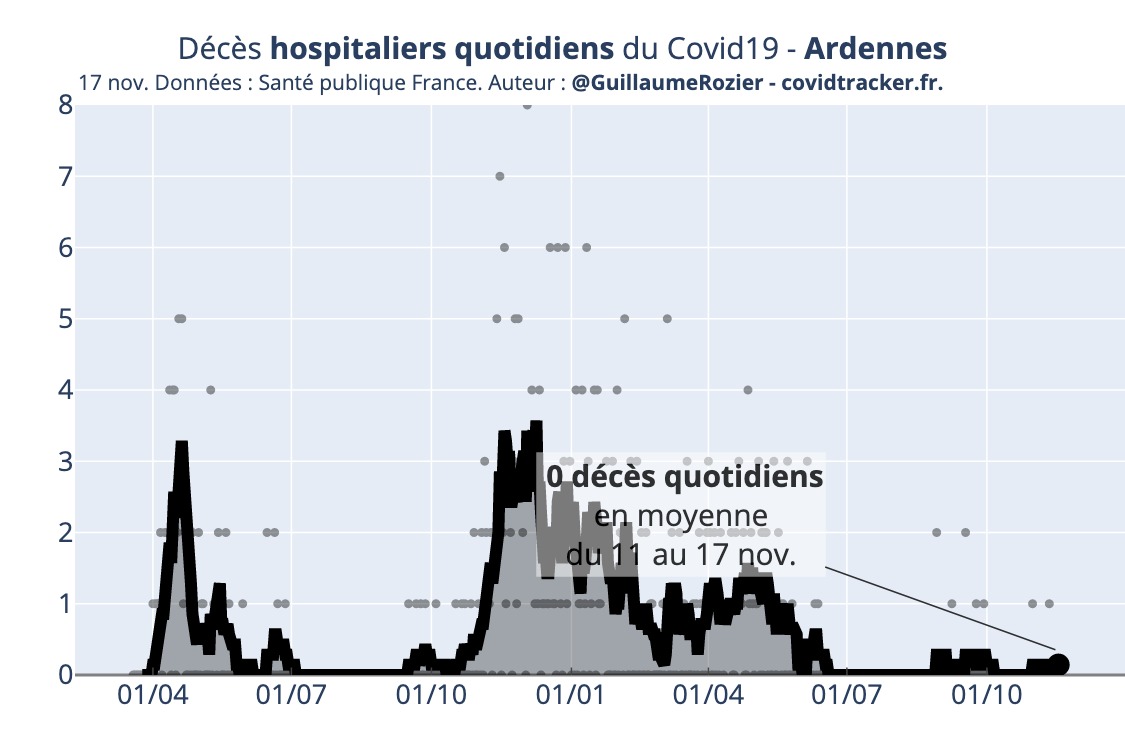 Décès hospitaliers quotidiens du Covid19 - Ardennes
17 nov. Données : Santé publique France. Auteur : @GuillaumeRozier - covidtracker.fr.
8
7
6
5
4
3
2
1
0
0 décès quotidiens
en moyenne
du 11 au 17 nov.
01/04 01/07 01/10 01/01 01/04 01/07 01/10